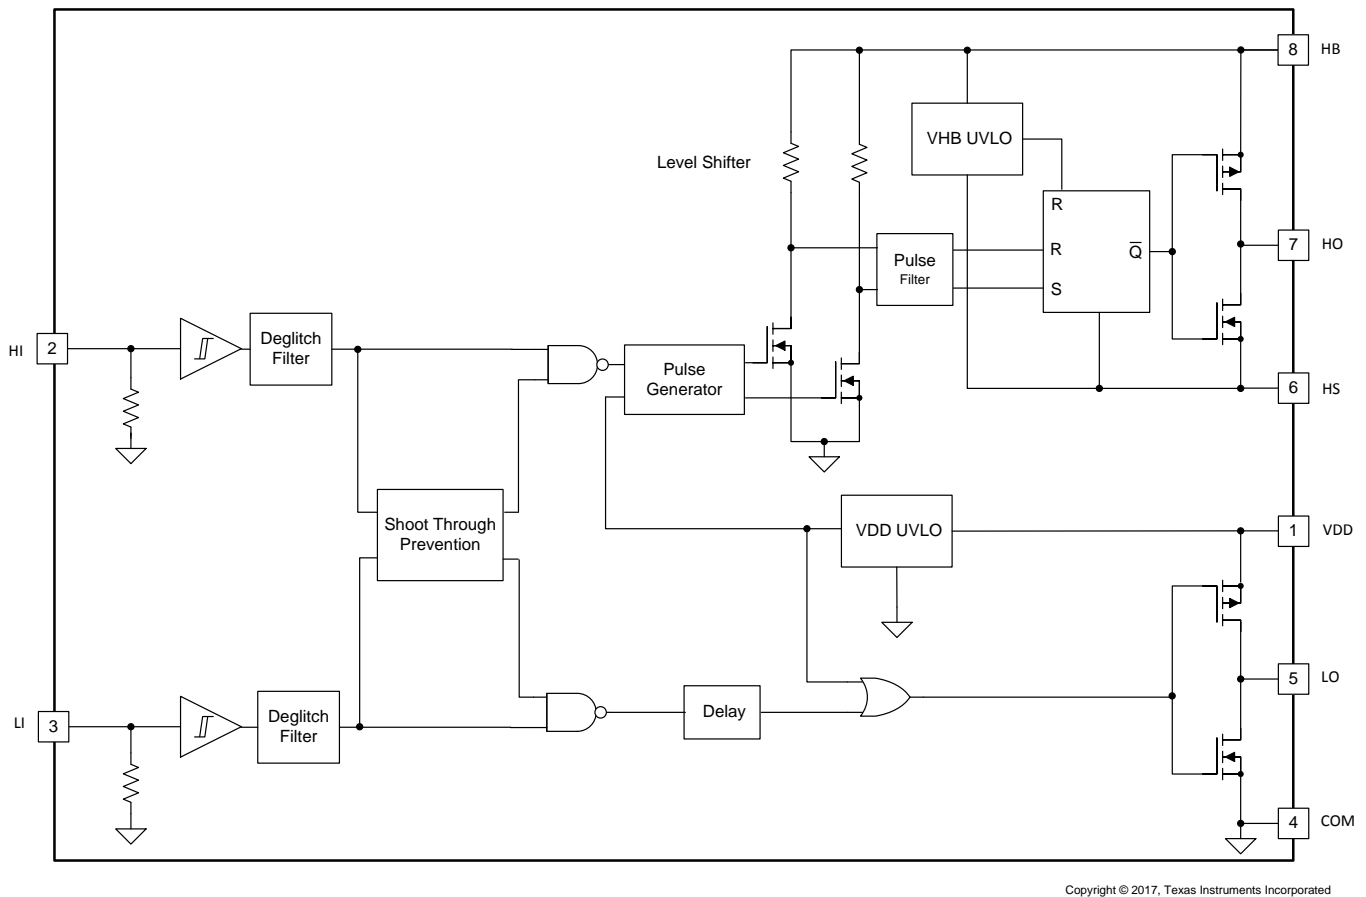 8 HB
VHB UVLO
Level Shifter
R
R
S
Q̅
Pulse
Filter
7 HO
HI 2
Deglitch
Filter
Pulse
Generator
6 HS
Shoot Through
Prevention
VDD UVLO
1 VDD
5 LO
LI 3
Deglitch
Filter
Delay
4 COM
Copyright © 2017, Texas Instruments Incorporated